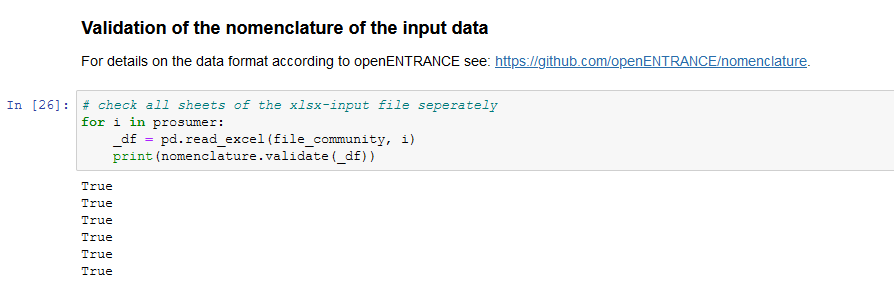 Validation of the nomenclature of the input data
For details on the data format according to openENTRANCE see: https://github.com/openENTRANCE/nomenclature.
In [26]: # check all sheets of the xlsx-input file seperately
for i in prosumer:
    _df = pd.read_excel(file_community, i)
    print(nomenclature.validate(_df))
True
True
True
True
True
True